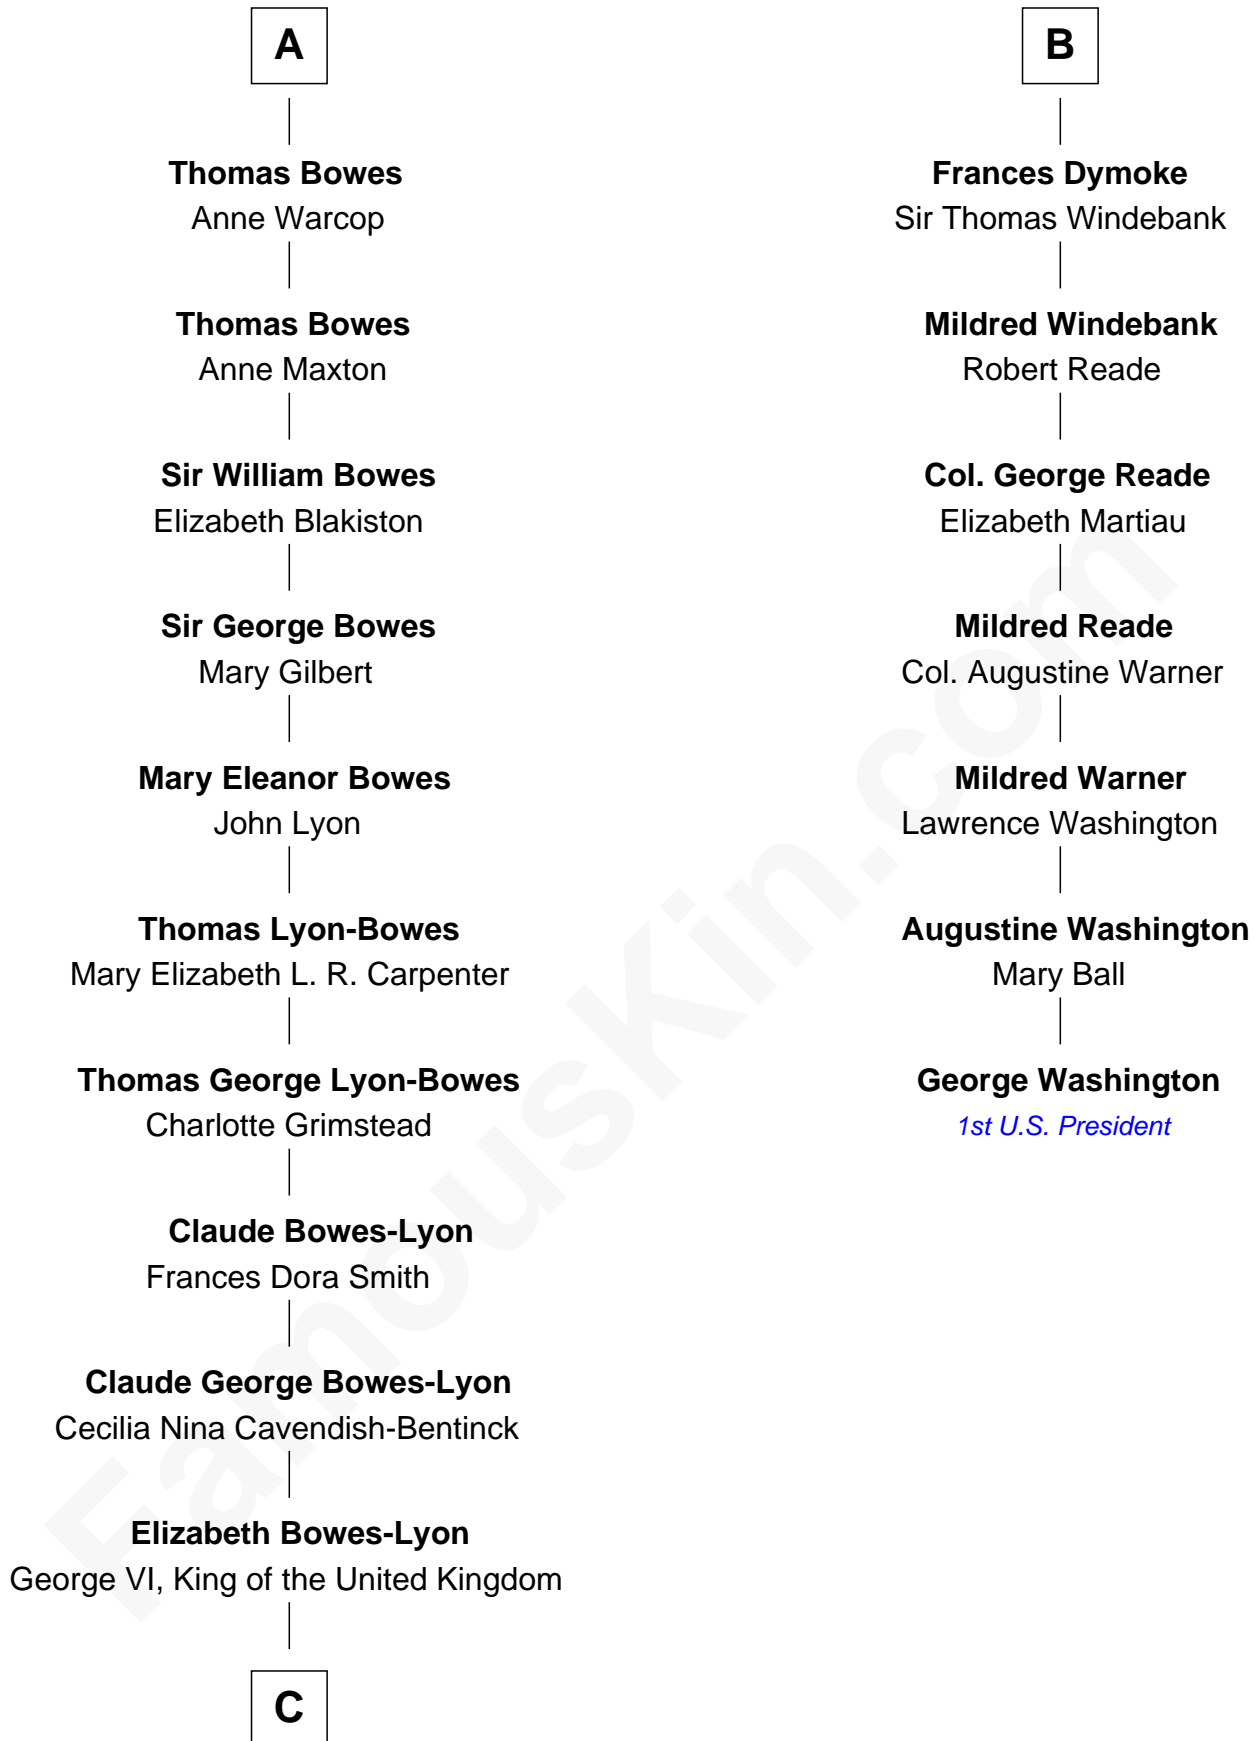 A
Thomas Bowes
Anne Warcop
Thomas Bowes
Anne Maxton
Sir William Bowes
Elizabeth Blakiston
Sir George Bowes
Mary Gilbert
Mary Eleanor Bowes
John Lyon
Thomas Lyon-Bowes
Mary Elizabeth L. R. Carpenter
Thomas George Lyon-Bowes
Charlotte Grimstead
Claude Bowes-Lyon
Frances Dora Smith
Claude George Bowes-Lyon
Cecilia Nina Cavendish-Bentinck
Elizabeth Bowes-Lyon
George VI, King of the United Kingdom
C
B
Frances Dymoke
Sir Thomas Windebank
Mildred Windebank
Robert Reade
Col. George Reade
Elizabeth Martiau
Mildred Reade
Col. Augustine Warner
Mildred Warner
Lawrence Washington
Augustine Washington
Mary Ball
George Washington
1st U.S. President
FamousKin.com